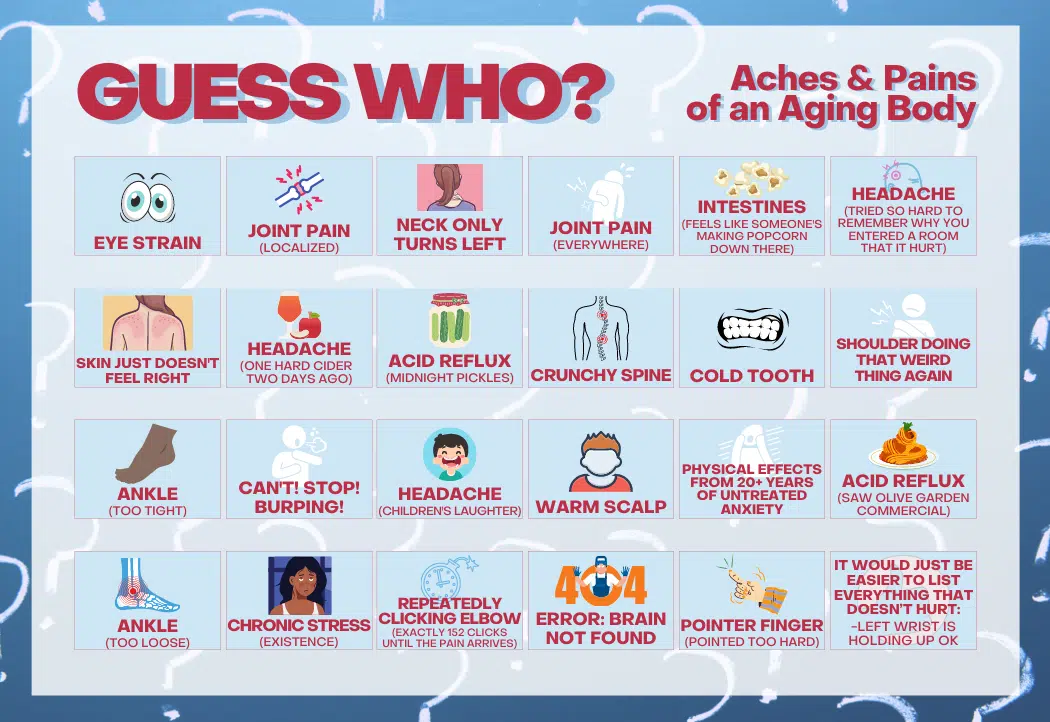 GUESS WHO?
Aches & Pains
of an Aging Body
EYE STRAIN
JOINT PAIN
(LOCALIZED)
NECK ONLY
TURNS LEFT
JOINT PAIN
(EVERYWHERE)
INTESTINES
(FEELS LIKE SOMEONE'S
MAKING POPCORN
DOWN THERE)
HEADACHE
(TRIED SO HARD TO
REMEMBER WHY YOU
ENTERED A ROOM
THAT IT HURT)
SKIN JUST DOESN'T
FEEL RIGHT
HEADACHE
(ONE HARD CIDER
TWO DAYS AGO)
ACID REFLUX
(MIDNIGHT PICKLES)
CRUNCHY SPINE
COLD TOOTH
SHOULDER DOING
THAT WEIRD
THING AGAIN
ANKLE
(TOO TIGHT)
CAN'T! STOP!
BURPING!
HEADACHE
(CHILDREN'S LAUGHTER)
WARM SCALP
PHYSICAL EFFECTS
FROM 20+ YEARS
OF UNTREATED
ANXIETY
ACID REFLUX
(SAW OLIVE GARDEN
COMMERCIAL)
ANKLE
(TOO LOOSE)
CHRONIC STRESS
(EXISTENCE)
REPEATEDLY
CLICKING ELBOW
(EXACTLY 152 CLICKS
UNTIL THE PAIN ARRIVES)
404
ERROR: BRAIN
NOT FOUND
POINTER FINGER
(POINTED TOO HARD)
IT WOULD JUST BE
EASIER TO LIST
EVERYTHING THAT
DOESN'T HURT:
-LEFT WRIST IS
HOLDING UP OK